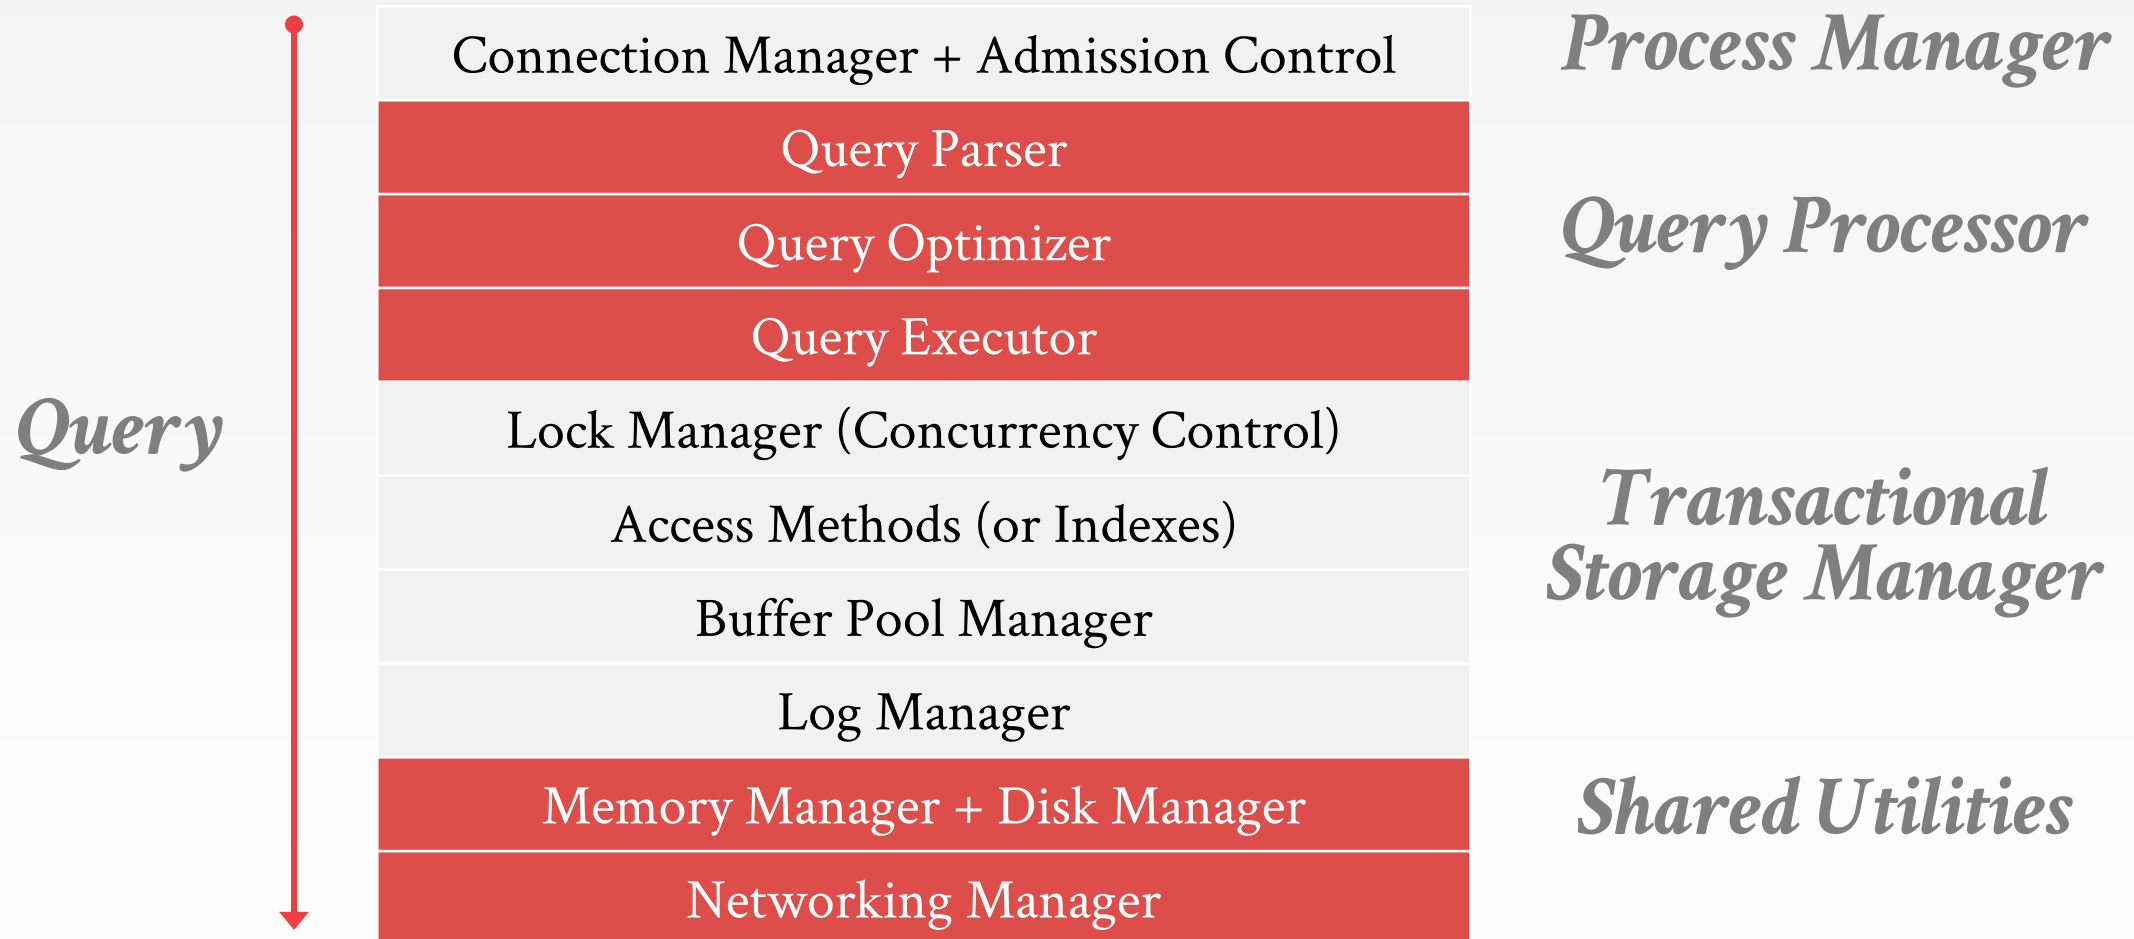 Query
Connection Manager + Admission Control
Query Parser
Query Optimizer
Query Executor
Lock Manager (Concurrency Control)
Access Methods (or Indexes)
Buffer Pool Manager
Log Manager
Memory Manager + Disk Manager
Networking Manager
Process Manager
Query Processor
Transactional
Storage Manager
Shared Utilities